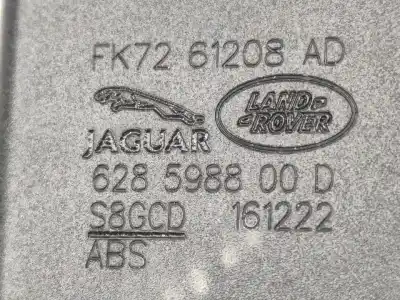 FK72 61208 AD
JAGUAR LAND ROVER
628 5988 00 D
S8GCD 161222
ABS